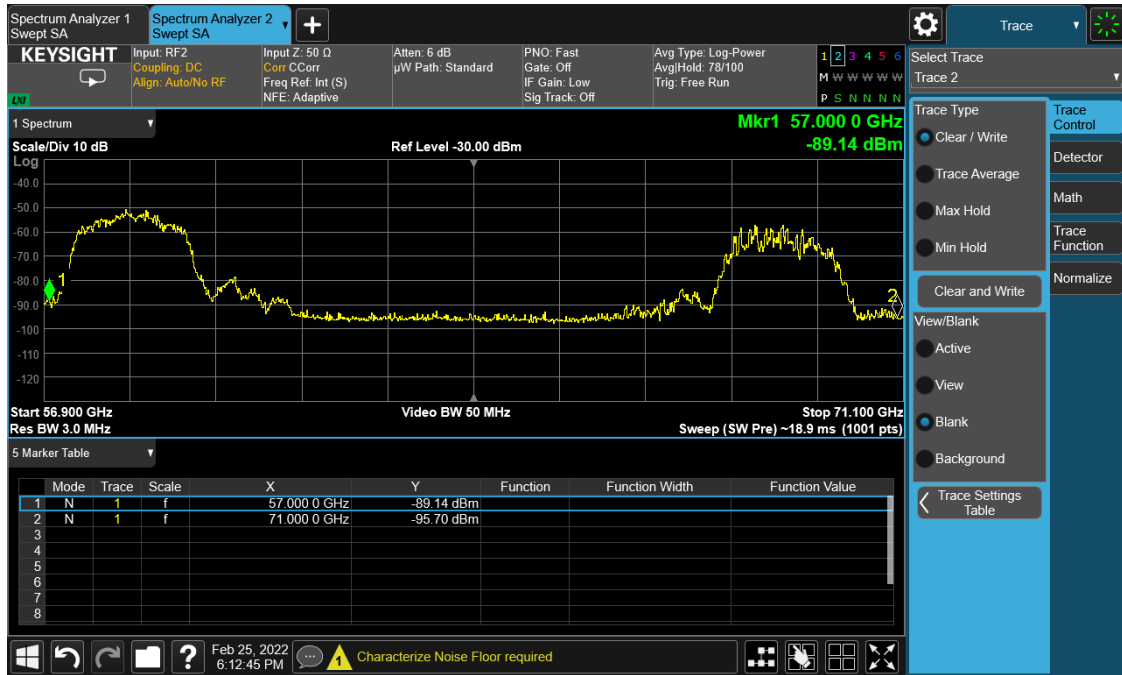 Spectrum Analyzer 1
Swept SA
Spectrum Analyzer 2
Swept SA
+
Trace
KEYSIGHT
LXI
Input: RF2
Coupling: DC
Align: Auto/No RF
Input Z: 50 Ω
Corr CCorr
Freq Ref: Int (S)
NFE: Adaptive
Atten: 6 dB
µW Path: Standard
PNO: Fast
Gate: Off
IF Gain: Low
Sig Track: Off
Avg Type: Log-Power
Avg|Hold: 78/100
Trig: Free Run
1 2 3 4 5 6
M W W W W W
P S N N N N
Select Trace
Trace 2
1 Spectrum
Mkr1 57.000 0 GHz
Scale/Div 10 dB
Ref Level -30.00 dBm
-89.14 dBm
Log
-40.0
-50.0
-60.0
-70.0
-80.0
-90.0
-100
-110
-120
1
2
Start 56.900 GHz
Video BW 50 MHz
Stop 71.100 GHz
Res BW 3.0 MHz
Sweep (SW Pre) ~18.9 ms (1001 pts)
5 Marker Table
Mode Trace Scale X Y Function Function Width Function Value
1 N 1 f 57.000 0 GHz -89.14 dBm
2 N 1 f 71.000 0 GHz -95.70 dBm
3
4
5
6
7
8
Trace Type
Clear / Write
Trace Average
Max Hold
Min Hold
Clear and Write
View/Blank
Active
View
Blank
Background
Trace Settings
Table
Trace
Control
Detector
Math
Trace
Function
Normalize
?
Feb 25, 2022
6:12:45 PM
1
Characterize Noise Floor required